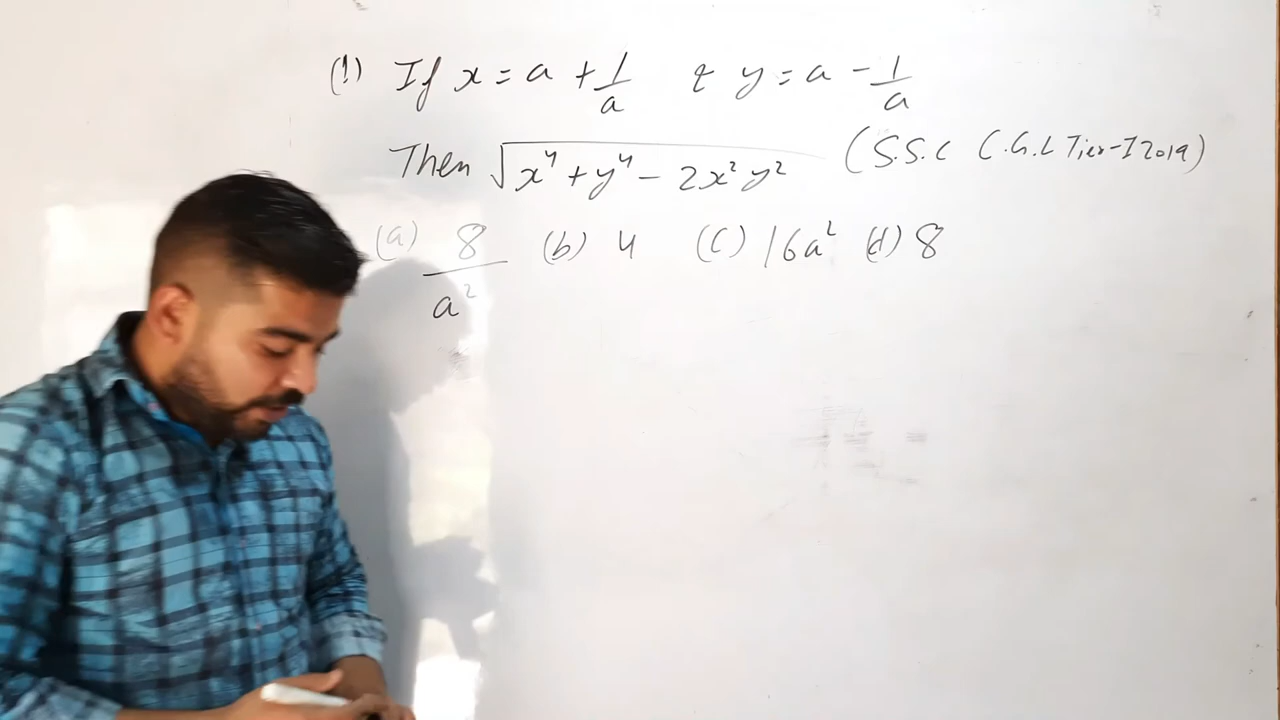 (1) If x = a + 1/a & y = a - 1/a
Then √(x⁴ + y⁴ - 2x²y²) (S.S.C C.G.L Tier-I 2019)
(a) 8/a² (b) 4 (C) 16a² (d) 8